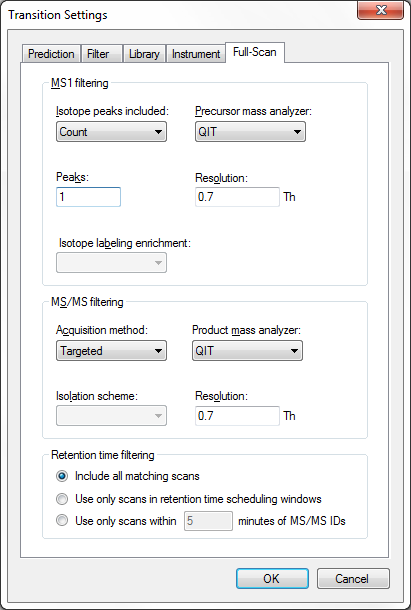 Transition Settings
Prediction Filter Library Instrument Full-Scan
MS1 filtering
Isotope peaks included: Precursor mass analyzer:
Count QIT
Peaks: Resolution:
1 0.7 Th
Isotope labeling enrichment:
MS/MS filtering
Acquisition method: Product mass analyzer:
Targeted QIT
Isolation scheme: Resolution:
0.7 Th
Retention time filtering
Include all matching scans
Use only scans in retention time scheduling windows
Use only scans within 5 minutes of MS/MS IDs
OK Cancel